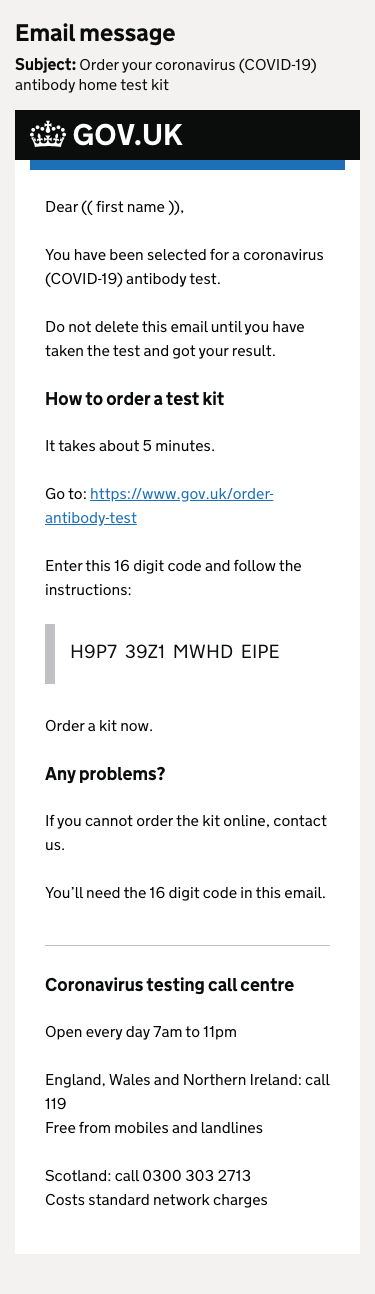 Email message
Subject: Order your coronavirus (COVID-19)
antibody home test kit
GOV.UK
Dear (( first name )),
You have been selected for a coronavirus
(COVID-19) antibody test.
Do not delete this email until you have
taken the test and got your result.
How to order a test kit
It takes about 5 minutes.
Go to: https://www.gov.uk/order-
antibody-test
Enter this 16 digit code and follow the
instructions:
H9P7 39Z1 MWHD EIPE
Order a kit now.
Any problems?
If you cannot order the kit online, contact
us.
You’ll need the 16 digit code in this email.
Coronavirus testing call centre
Open every day 7am to 11pm
England, Wales and Northern Ireland: call
119
Free from mobiles and landlines
Scotland: call 0300 303 2713
Costs standard network charges